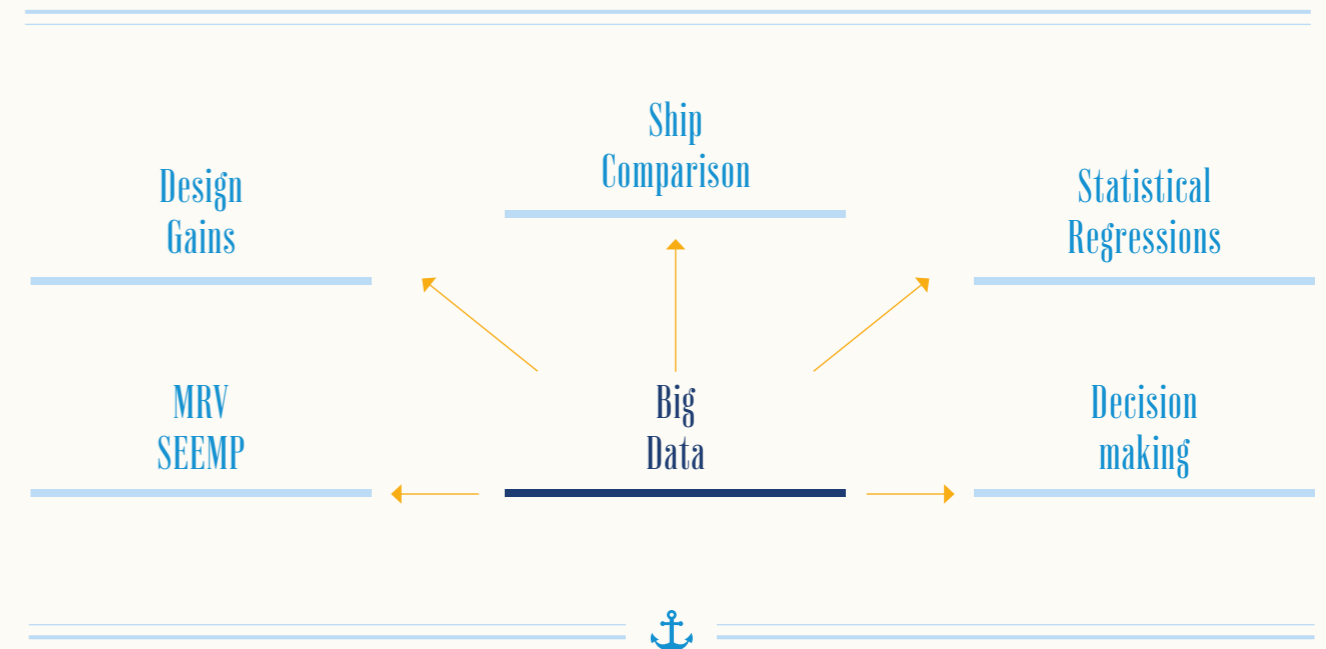 Ship
Comparison
Design
Gains
Statistical
Regressions
MRV
SEEMP
Big
Data
Decision
making